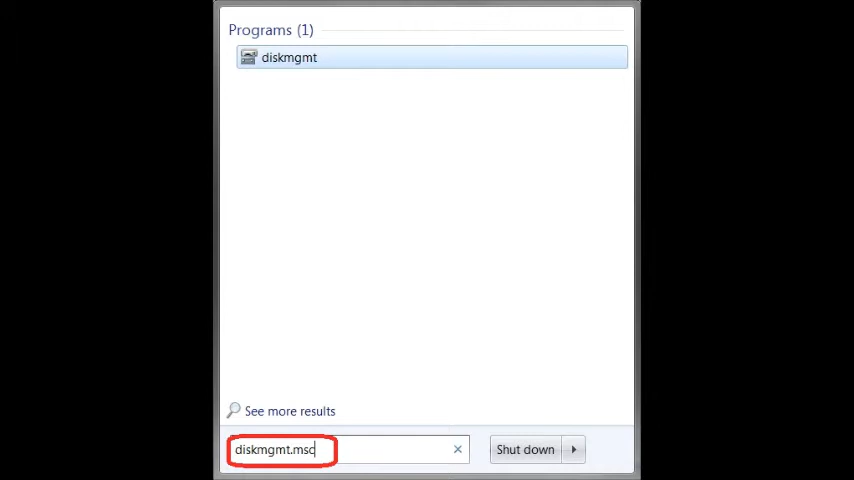 Programs (1)
diskmgmt
See more results
diskmgmt.msc
Shut down